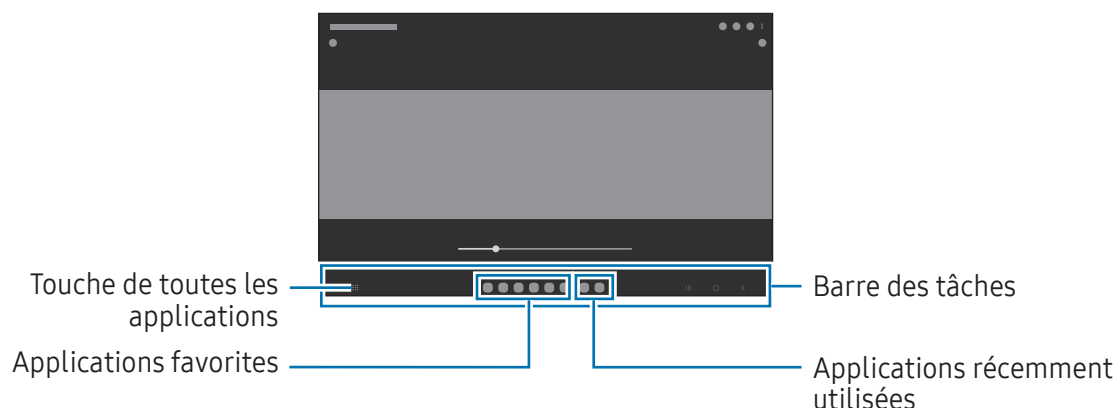 Touche de toutes les
applications
Applications favorites
Barre des tâches
Applications récemment
utilisées